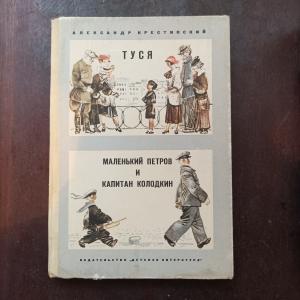 АЛЕКСАНДР КРЕСТИНСКИЙ
ТУСЯ
МАЛЕНЬКИЙ ПЕТРОВ
И
КАПИТАН КОЛОДКИН
ИЗДАТЕЛЬСТВО "ДЕТСКАЯ ЛИТЕРАТУРА"